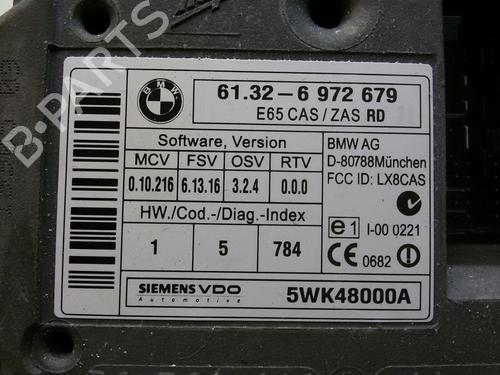 BMW
61.32-6 972 679
E65 CAS / ZAS RD
Software, Version
MCV FSV OSV RTV
0.10.216 6.13.16 3.2.4 0.0.0
HW./Cod.-/Diag.-Index
1 5 784
BMW AG
D-80788München
FCC ID: LX8CAS
e1 I-00 0221
CE 0682 !
SIEMENS VDO
Automotive
5WK48000A
B-PARTS